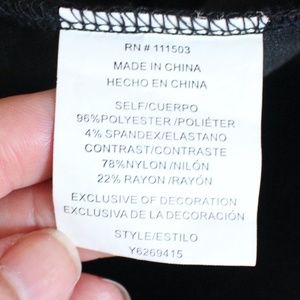 RN # 111503
MADE IN CHINA
HECHO EN CHINA
SELF/CUERPO
96%POLYESTER /POLIÉTER
4% SPANDEX/ELASTANO
CONTRAST/CONTRASTE
78%NYLON /NILÓN
22% RAYON /RAYÓN
EXCLUSIVE OF DECORATION
EXCLUSIVA DE LA DECORACIÓN
STYLE/ESTILO
Y6269415